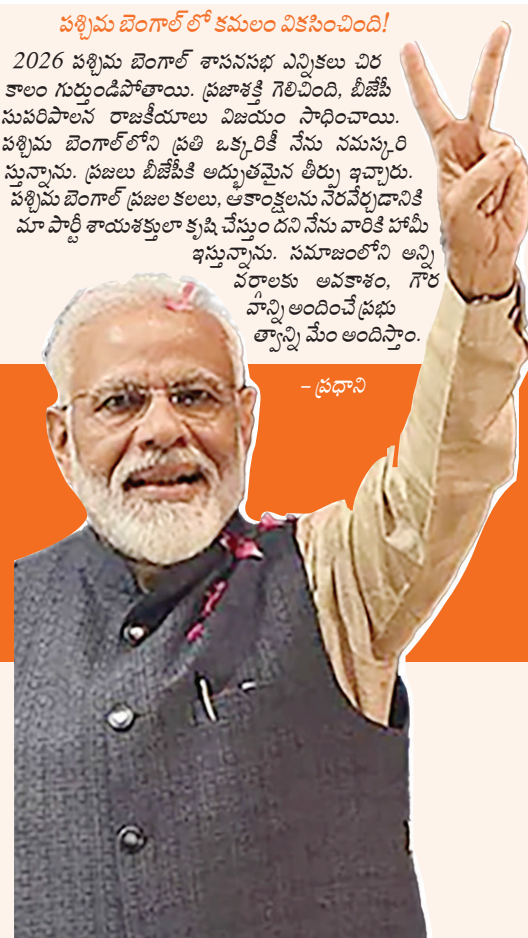 పశ్చిమ బెంగాల్ లో కమలం వికసించింది!
2026 పశ్చిమ బెంగాల్ శాసనసభ ఎన్నికలు చిర
కాలం గుర్తుండిపోతాయి. ప్రజాశక్తి గెలిచింది, బీజేపీ
సుపరిపాలన రాజకీయాలు విజయం సాధించాయి.
పశ్చిమ బెంగాల్‌లోని ప్రతి ఒక్కరికీ నేను నమస్కరి
స్తున్నాను. ప్రజలు బీజేపీకి అద్భుతమైన తీర్పు ఇచ్చారు.
పశ్చిమ బెంగాల్ ప్రజల కలలు, ఆకాంక్షలను నెరవేర్చడానికి
మా పార్టీ శాయశక్తులా కృషి చేస్తుం దని నేను వారికి హామీ
ఇస్తున్నాను. సమాజంలోని అన్ని
వర్గాలకు అవకాశం, గౌర
వాన్ని అందించే ప్రభు
త్వాన్ని మేం అందిస్తాం.
– ప్రధాని